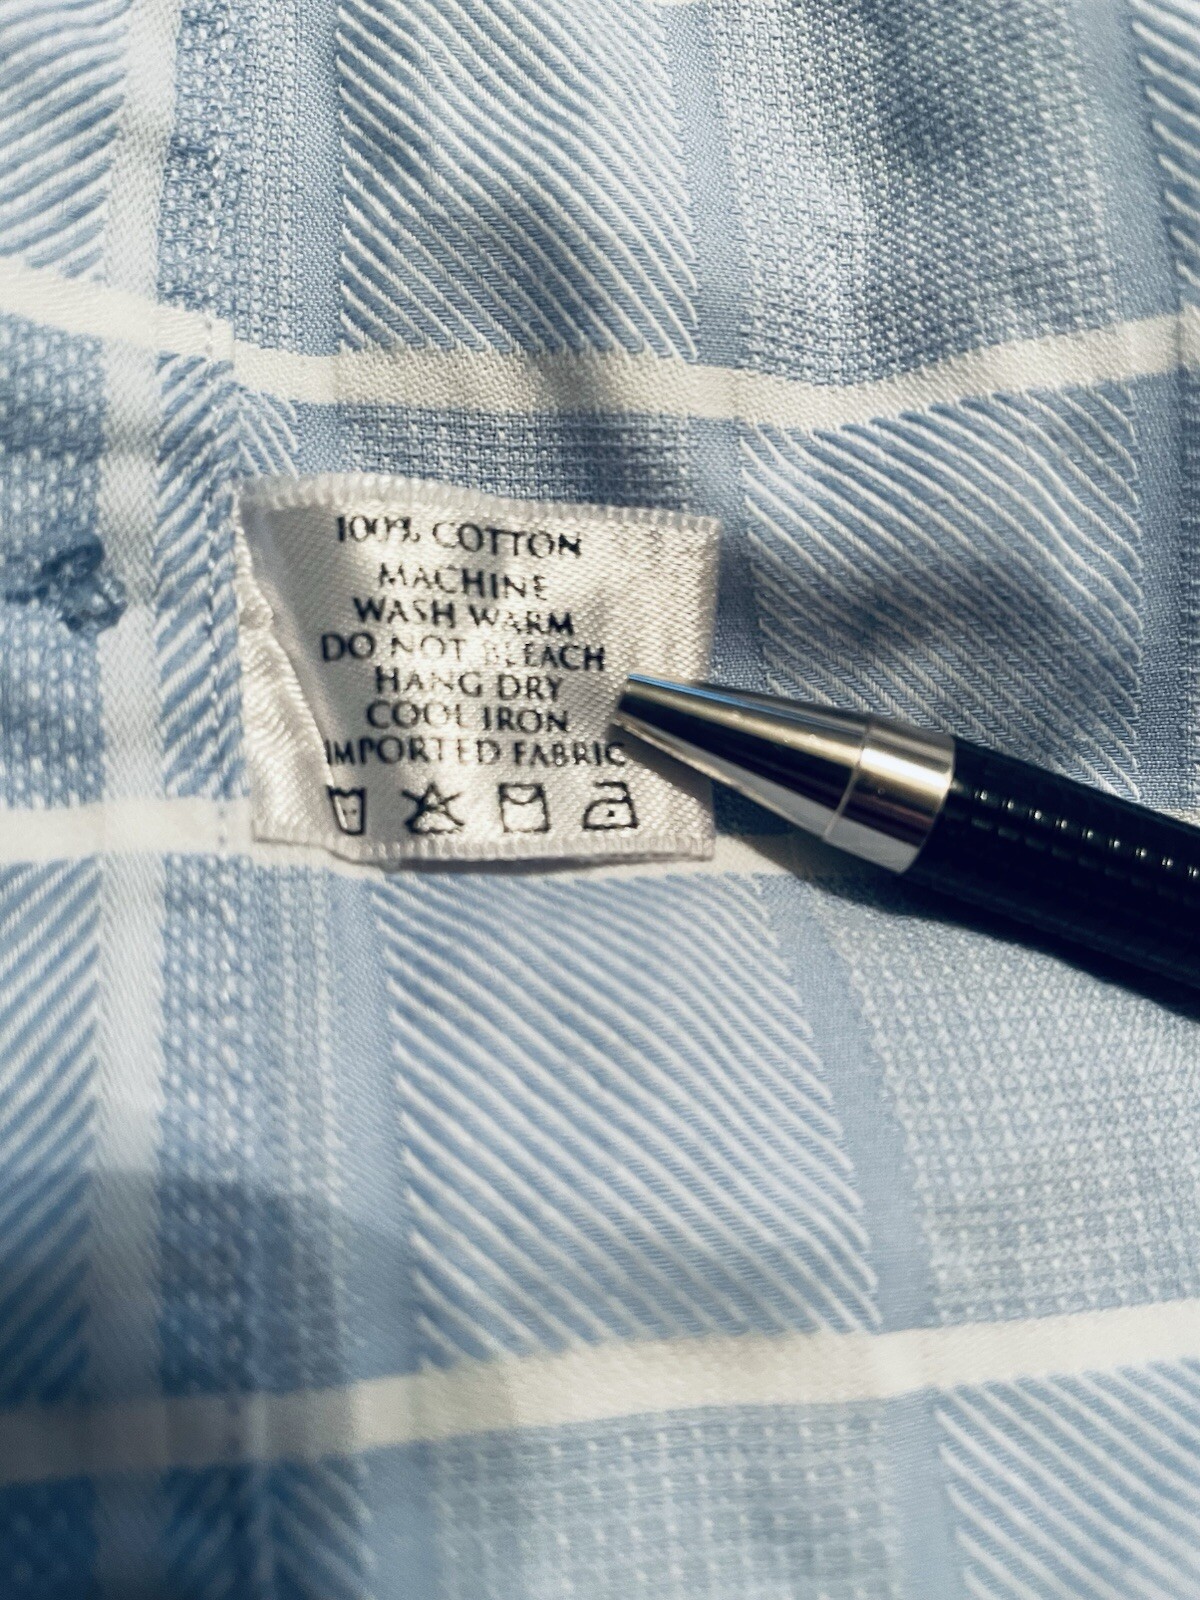 100% COTTON
MACHINE
WASH WARM
DO NOT BLEACH
HANG DRY
COOL IRON
IMPORTED FABRIC